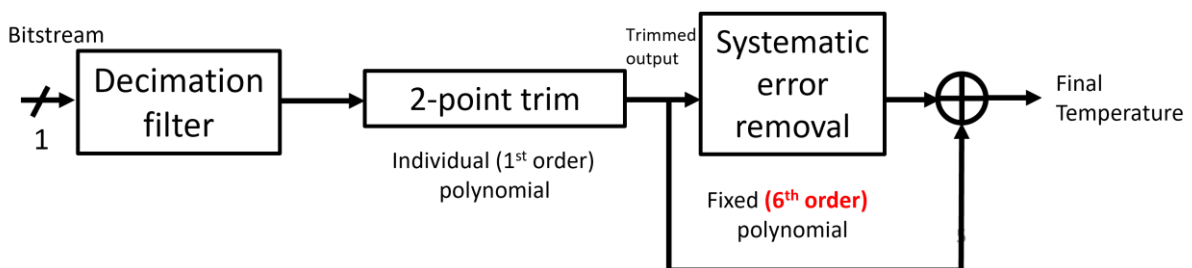 Bitstream
1
Decimation
filter
2-point trim
Individual (1st order)
polynomial
Trimmed
output
Systematic
error
removal
Fixed (6th order)
polynomial
Final
Temperature